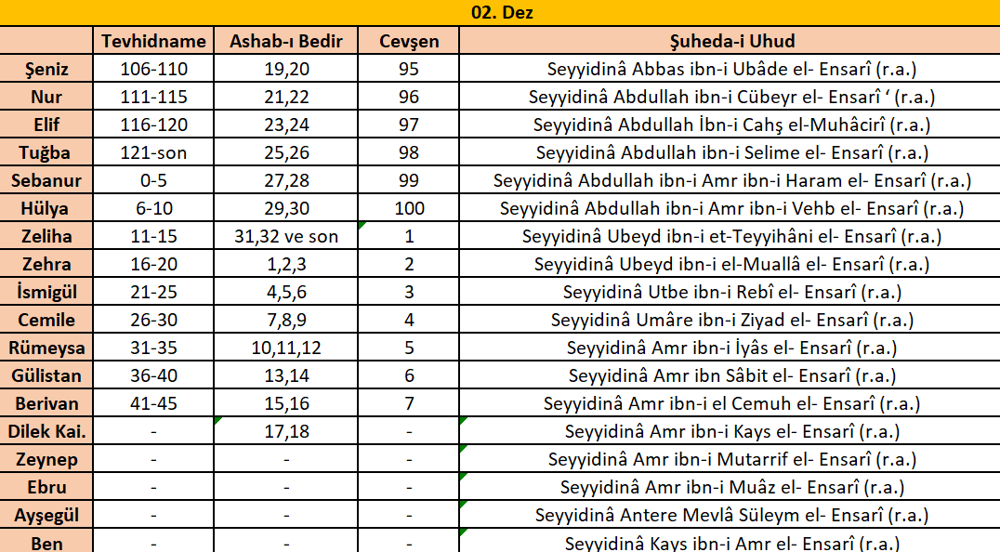 02. Dez
Tevhidname Ashab-ı Bedir Cevşen Şuheda-i Uhud
Şeniz 106-110 19,20 95 Seyyidinâ Abbas ibn-i Ubâde el- Ensarî (r.a.)
Nur 111-115 21,22 96 Seyyidinâ Abdullah ibn-i Cübeyr el- Ensarî ‘ (r.a.)
Elif 116-120 23,24 97 Seyyidinâ Abdullah İbn-i Cahş el-Muhâcirî (r.a.)
Tuğba 121-son 25,26 98 Seyyidinâ Abdullah ibn-i Selime el- Ensarî (r.a.)
Sebanur 0-5 27,28 99 Seyyidinâ Abdullah ibn-i Amr ibn-i Haram el- Ensarî (r.a.)
Hülya 6-10 29,30 100 Seyyidinâ Abdullah ibn-i Amr ibn-i Vehb el- Ensarî (r.a.)
Zeliha 11-15 31,32 ve son 1 Seyyidinâ Ubeyd ibn-i et-Teyyihâni el- Ensarî (r.a.)
Zehra 16-20 1,2,3 2 Seyyidinâ Ubeyd ibn-i el-Muallâ el- Ensarî (r.a.)
İsmigül 21-25 4,5,6 3 Seyyidinâ Utbe ibn-i Rebî el- Ensarî (r.a.)
Cemile 26-30 7,8,9 4 Seyyidinâ Umâre ibn-i Ziyad el- Ensarî (r.a.)
Rümeysa 31-35 10,11,12 5 Seyyidinâ Amr ibn-i İyâs el- Ensarî (r.a.)
Gülistan 36-40 13,14 6 Seyyidinâ Amr ibn Sâbit el- Ensarî (r.a.)
Berivan 41-45 15,16 7 Seyyidinâ Amr ibn-i el Cemuh el- Ensarî (r.a.)
Dilek Kai. - 17,18 - Seyyidinâ Amr ibn-i Kays el- Ensarî (r.a.)
Zeynep - - - Seyyidinâ Amr ibn-i Mutarrif el- Ensarî (r.a.)
Ebru - - - Seyyidinâ Amr ibn-i Muâz el- Ensarî (r.a.)
Ayşegül - - - Seyyidinâ Antere Mevlâ Süleym el- Ensarî (r.a.)
Ben - - - Seyyidinâ Kays ibn-i Amr el- Ensarî (r.a.)